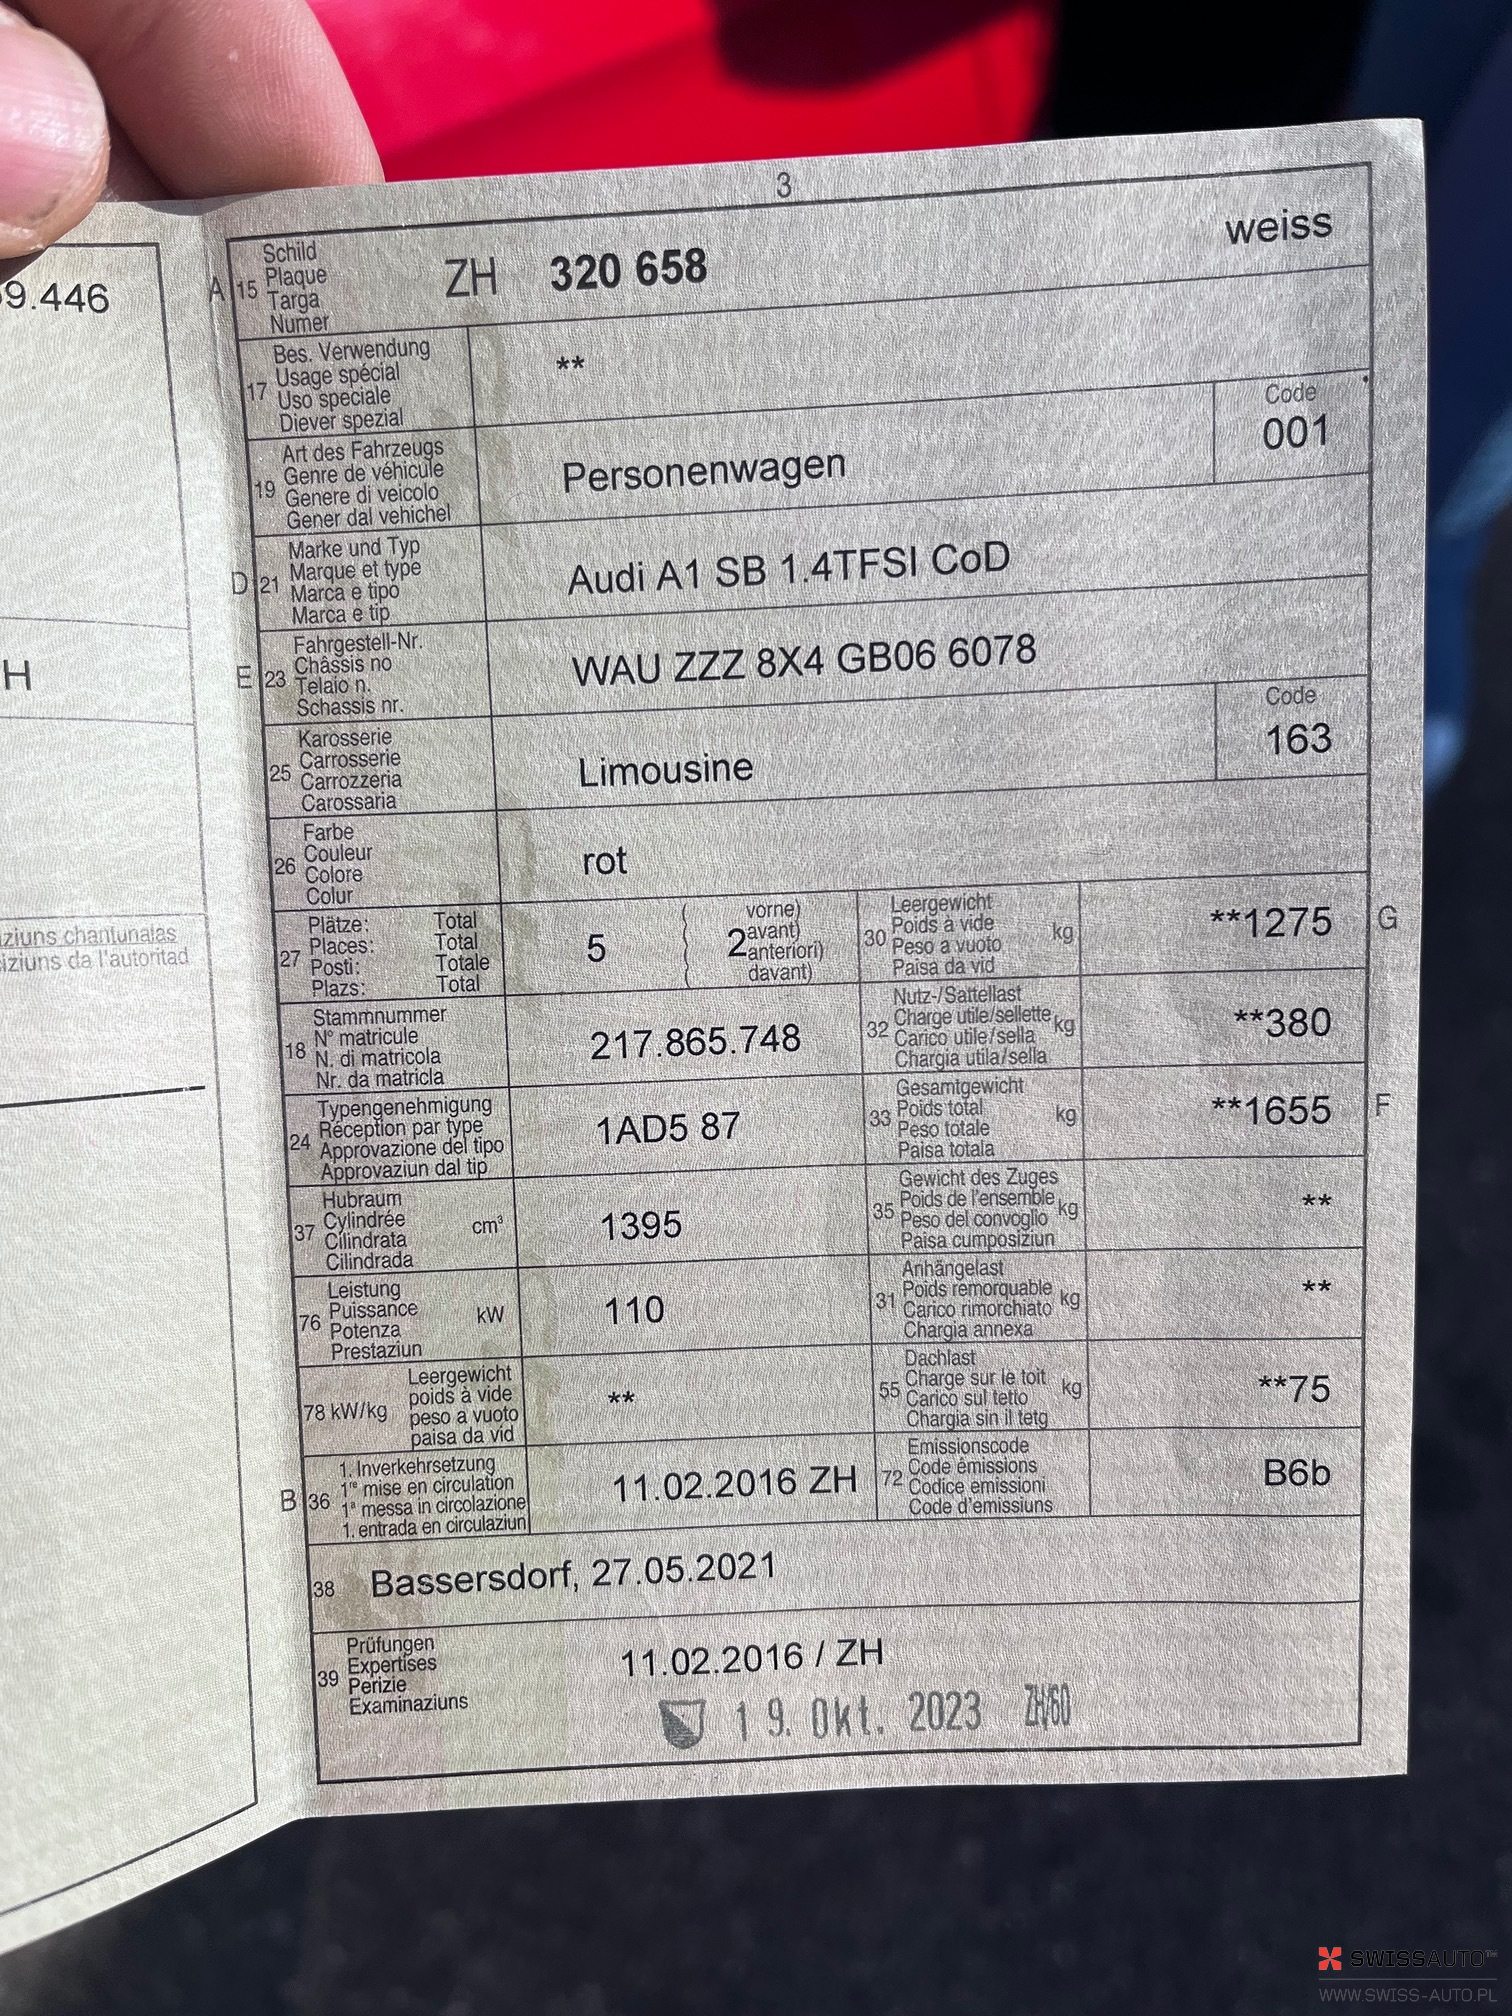 3
9.446
H
ziuns chantunalas
iziuns da l'autoritad
A 15 Schild
Plaque
Targa
Numer
ZH 320 658
weiss
17 Bes. Verwendung
Usage spécial
Uso speciale
Diever spezial
**
19 Art des Fahrzeugs
Genre de véhicule
Genere di veicolo
Gener dal vehichel
Personenwagen
Code
001
D 21 Marke und Typ
Marque et type
Marca e tipo
Marca e tip
Audi A1 SB 1.4TFSI CoD
E 23 Fahrgestell-Nr.
Châssis no
Telaio n.
Schassis nr.
WAU ZZZ 8X4 GB06 6078
25 Karosserie
Carrosserie
Carrozzeria
Carossaria
Limousine
Code
163
26 Farbe
Couleur
Colore
Colur
rot
27 Plätze: Total
Places: Total
Posti: Totale
Plazs: Total
5
2
vorne)
avant)
anteriori)
davant)
30 Leergewicht
Poids à vide
Peso a vuoto
Paisa da vid
kg
**1275
G
18 Stammnummer
N° matricule
N. di matricola
Nr. da matricla
217.865.748
32 Nutz-/Sattellast
Charge utile/sellette
Carico utile/sella
Chargia utila/sella
kg
**380
24 Typengenehmigung
Réception par type
Approvazione del tipo
Approvaziun dal tip
1AD5 87
33 Gesamtgewicht
Poids total
Peso totale
Paisa totala
kg
**1655
F
37 Hubraum
Cylindrée
Cilindrata
Cilindrada
cm³
1395
35 Gewicht des Zuges
Poids de l'ensemble
Peso del convoglio
Paisa cumposiziun
kg
**
76 Leistung
Puissance
Potenza
Prestaziun
kW
110
31 Anhängelast
Poids remorquable
Carico rimorchiato
Chargia annexa
kg
**
78 kW/kg
Leergewicht
poids à vide
peso a vuoto
paisa da vid
**
55 Dachlast
Charge sur le toit
Carico sul tetto
Chargia sin il tetg
kg
**75
B 36 1. Inverkehrsetzung
1re mise en circulation
1a messa in circolazione
1. entrada en circulaziun
11.02.2016 ZH
72 Emissionscode
Code émissions
Codice emissioni
Code d'emissiuns
B6b
38 Bassersdorf, 27.05.2021
39 Prüfungen
Expertises
Perizie
Examinaziuns
11.02.2016 / ZH
19. Okt. 2023 ZH/60
SWISSAUTO™
WWW.SWISS-AUTO.PL